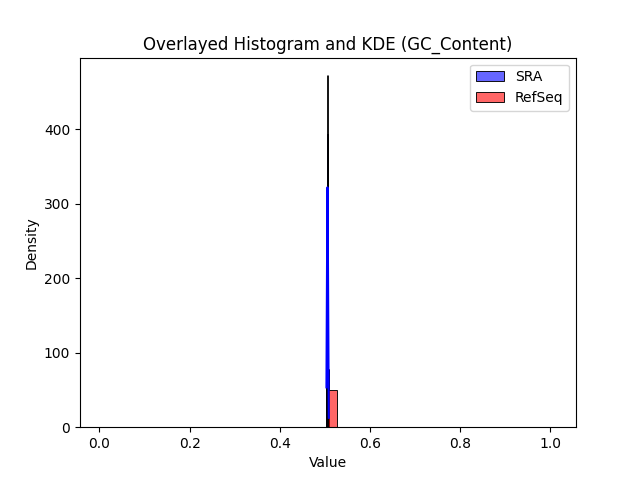 Overlayed Histogram and KDE (GC_Content)
SRA
RefSeq
Density
400
300
200
100
0
0.0 0.2 0.4 0.6 0.8 1.0
Value